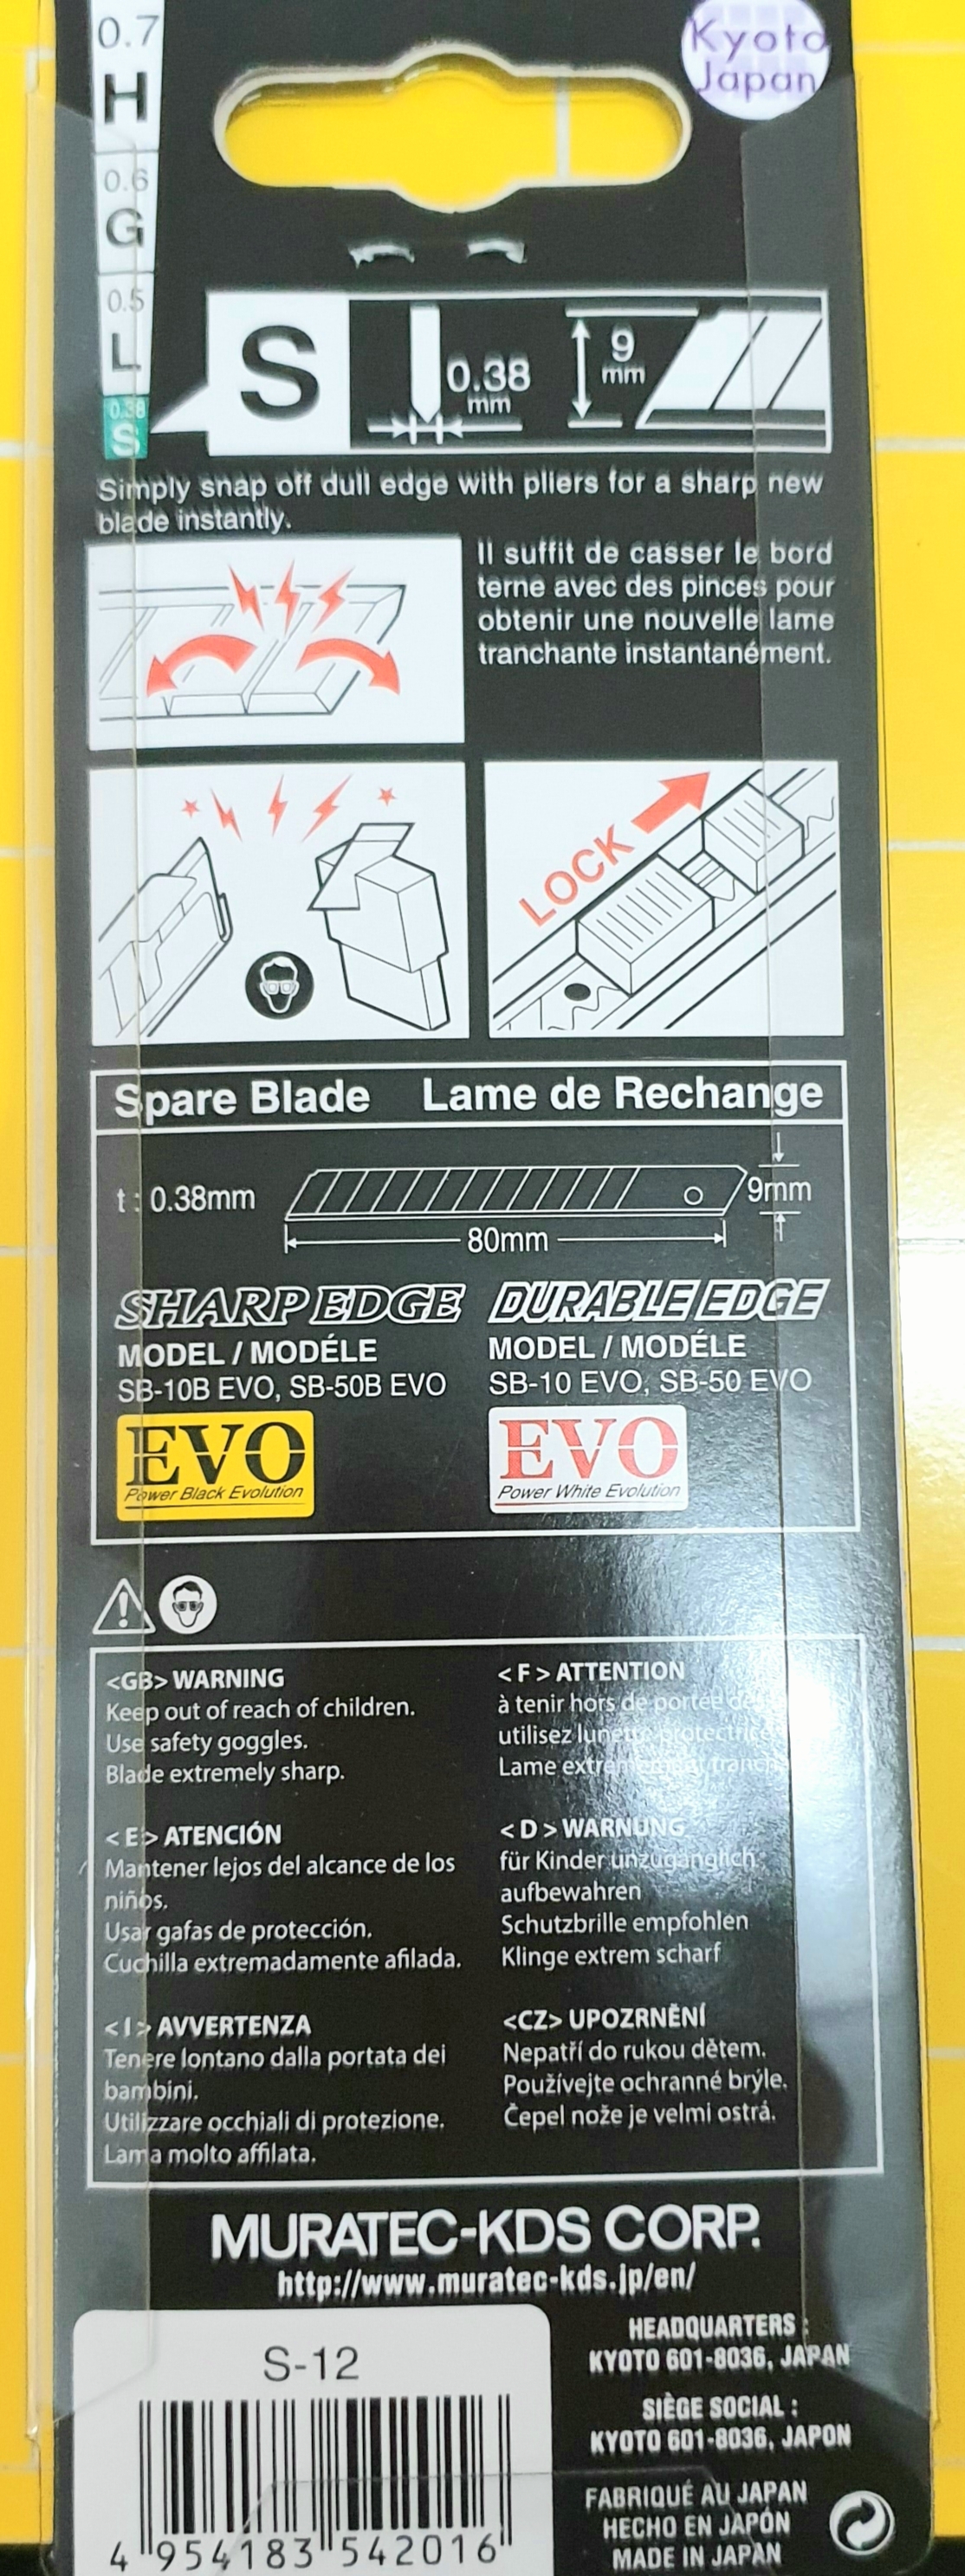 Kyoto
Japan
0.7
H
0.6
G
0.5
L
0.38
S
S
0.38
mm
9
mm
Simply snap off dull edge with pliers for a sharp new
blade instantly.
Il suffit de casser le bord
terne avec des pinces pour
obtenir une nouvelle lame
tranchante instantanément.
LOCK
Spare Blade Lame de Rechange
t : 0.38mm
9mm
80mm
SHARP EDGE
MODEL / MODÉLE
SB-10B EVO, SB-50B EVO
EVO
Power Black Evolution
DURABLE EDGE
MODEL / MODÉLE
SB-10 EVO, SB-50 EVO
EVO
Power White Evolution
<GB> WARNING
Keep out of reach of children.
Use safety goggles.
Blade extremely sharp.
< F > ATTENTION
à tenir hors de portée
utilisez lunette protectrice
Lame extrêmement
< E > ATENCIÓN
Mantener lejos del alcance de los
niños.
Usar gafas de protección.
Cuchilla extremadamente afilada.
< D > WARNUNG
für Kinder unzugänglich
aufbewahren
Schutzbrille empfohlen
Klinge extrem scharf
< I > AVVERTENZA
Tenere lontano dalla portata dei
bambini.
Utilizzare occhiali di protezione.
Lama molto affilata.
<CZ> UPOZRNĚNÍ
Nepatří do rukou dětem.
Používejte ochranné brýle.
Čepel nože je velmi ostrá.
MURATEC-KDS CORP.
http://www.muratec-kds.jp/en/
S-12
4 954183 542016
HEADQUARTERS :
KYOTO 601-8036, JAPAN
SIÈGE SOCIAL :
KYOTO 601-8036, JAPON
FABRIQUÉ AU JAPAN
HECHO EN JAPÓN
MADE IN JAPAN